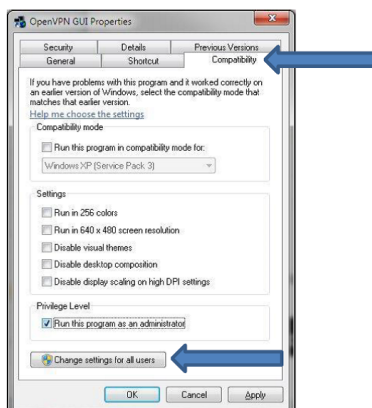 OpenVPN GUI Properties
Security Details Previous Versions
General Shortcut Compatibility
If you have problems with this program and it worked correctly on
an earlier version of Windows, select the compatibility mode that
matches that earlier version.
Help me choose the settings
Compatibility mode
Run this program in compatibility mode for:
Windows XP (Service Pack 3)
Settings
Run in 256 colors
Run in 640 x 480 screen resolution
Disable visual themes
Disable desktop composition
Disable display scaling on high DPI settings
Privilege Level
Run this program as an administrator
Change settings for all users
OK Cancel Apply